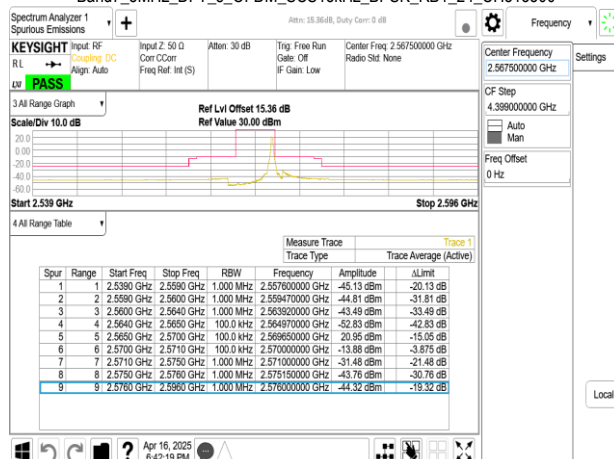 Spectrum Analyzer 1
Spurious Emissions
Attn: 15.36dB, Duty Corr: 0 dB
Frequency
KEYSIGHT
Input: RF
Coupling: DC
Align: Auto
Input Z: 50 Ω
Corr CCorr
Freq Ref: Int (S)
Atten: 30 dB
Trig: Free Run
Gate: Off
IF Gain: Low
Center Freq: 2.567500000 GHz
Radio Std: None
RL
LXI
PASS
Center Frequency
2.567500000 GHz
Settings
CF Step
4.399000000 GHz
Auto
Man
Freq Offset
0 Hz
3 All Range Graph
Scale/Div 10.0 dB
Ref Lvl Offset 15.36 dB
Ref Value 30.00 dBm
20.0
0.00
-20.0
-40.0
-60.0
Start 2.539 GHz
Stop 2.596 GHz
4 All Range Table
Measure Trace Trace 1
Trace Type Trace Average (Active)
Spur Range Start Freq Stop Freq RBW Frequency Amplitude ΔLimit
1 1 2.5390 GHz 2.5590 GHz 1.000 MHz 2.557600000 GHz -45.13 dBm -20.13 dB
2 2 2.5590 GHz 2.5600 GHz 1.000 MHz 2.559470000 GHz -44.81 dBm -31.81 dB
3 3 2.5600 GHz 2.5640 GHz 1.000 MHz 2.563920000 GHz -43.49 dBm -33.49 dB
4 4 2.5640 GHz 2.5650 GHz 100.0 kHz 2.564970000 GHz -52.83 dBm -42.83 dB
5 5 2.5650 GHz 2.5700 GHz 100.0 kHz 2.569650000 GHz 20.95 dBm -15.05 dB
6 6 2.5700 GHz 2.5710 GHz 100.0 kHz 2.570000000 GHz -13.88 dBm -3.875 dB
7 7 2.5710 GHz 2.5750 GHz 1.000 MHz 2.571000000 GHz -31.48 dBm -21.48 dB
8 8 2.5750 GHz 2.5760 GHz 1.000 MHz 2.575150000 GHz -43.76 dBm -30.76 dB
9 9 2.5760 GHz 2.5960 GHz 1.000 MHz 2.576000000 GHz -44.32 dBm -19.32 dB
Local
Apr 16, 2025
6:42:19 PM